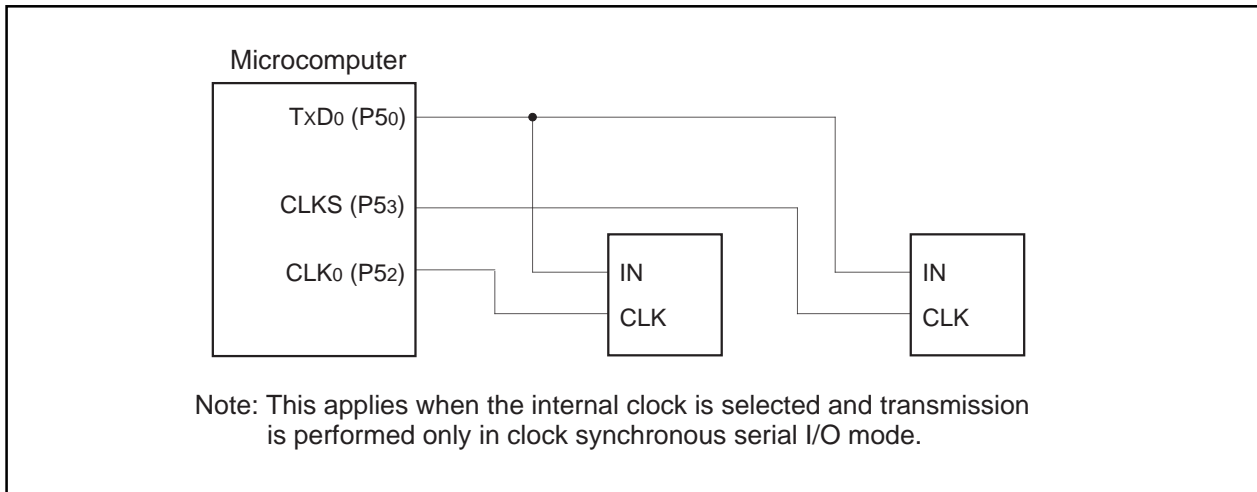 Microcomputer
TxD0 (P50)
CLKS (P53)
CLK0 (P52)
IN
CLK
IN
CLK
Note: This applies when the internal clock is selected and transmission
is performed only in clock synchronous serial I/O mode.